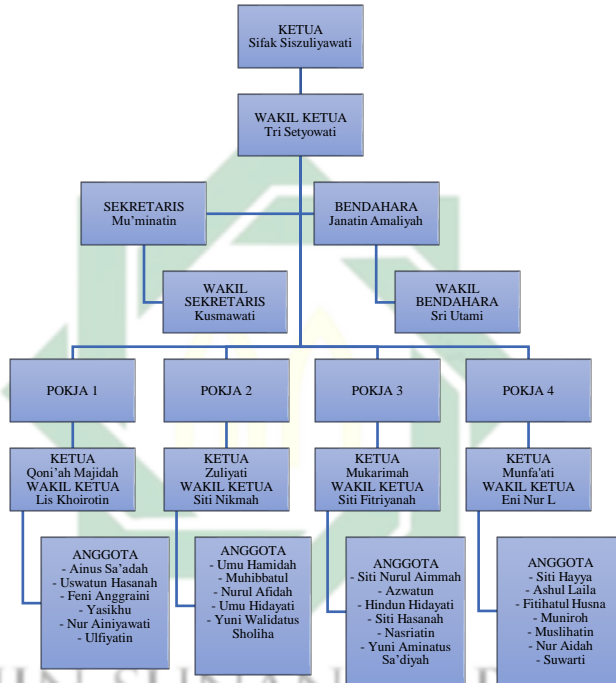 KETUA
Sifak Siszuliyawati
WAKIL KETUA
Tri Setyowati
SEKRETARIS
Mu'minatin
BENDAHARA
Janatin Amaliyah
WAKIL
SEKRETARIS
Kusmawati
WAKIL
BENDAHARA
Sri Utami
POKJA 1
POKJA 2
POKJA 3
POKJA 4
KETUA
Qoni'ah Majidah
WAKIL KETUA
Lis Khoirotin
KETUA
Zuliyati
WAKIL KETUA
Siti Nikmah
KETUA
Mukarimah
WAKIL KETUA
Siti Fitriyanah
KETUA
Munfa'ati
WAKIL KETUA
Eni Nur L
ANGGOTA
- Ainus Sa'adah
- Uswatun Hasanah
- Feni Anggraini
- Yasikhu
- Nur Ainiyawati
- Ulfiyatin
ANGGOTA
- Umu Hamidah
- Muhibbatul
- Nurul Afidah
- Umu Hidayati
- Yuni Walidatus
Sholiha
ANGGOTA
- Siti Nurul Aimmah
- Azwatun
- Hindun Hidayati
- Siti Hasanah
- Nasriatin
- Yuni Aminatus
Sa'diyah
ANGGOTA
- Siti Hayya
- Ashul Laila
- Fitihatul Husna
- Muniroh
- Muslihatin
- Nur Aidah
- Suwarti